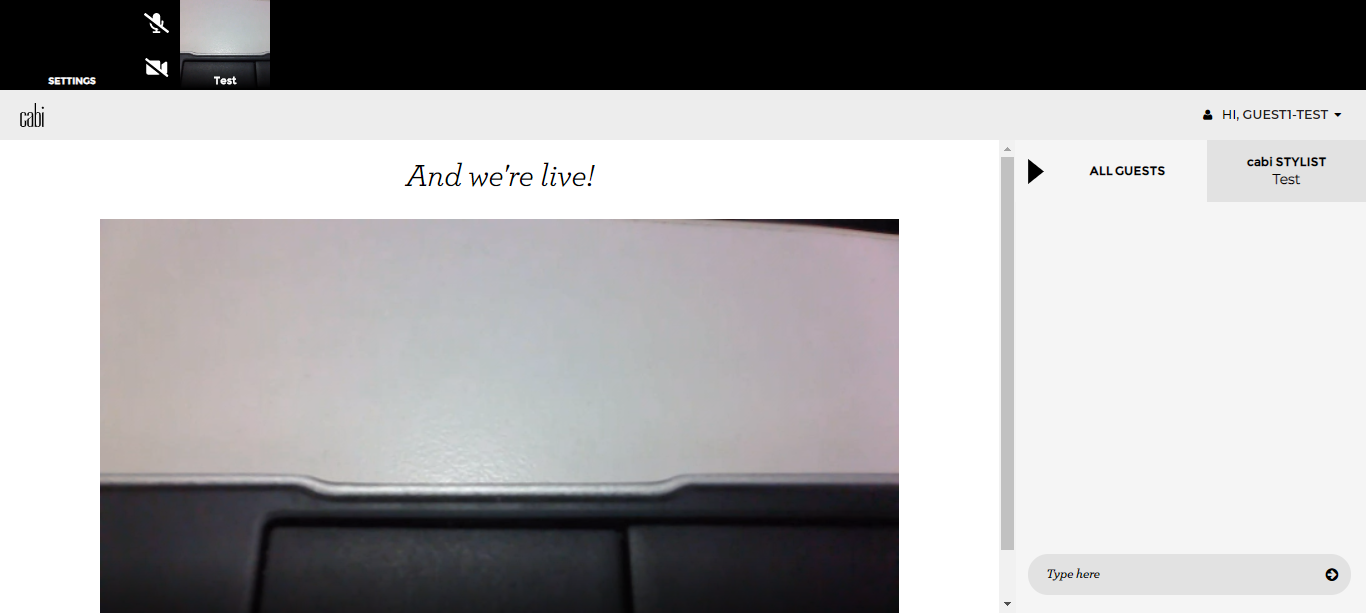 SETTINGS
Test
cabi
HI, GUEST1-TEST
And we're live!
ALL GUESTS
cabi STYLIST
Test
Type here